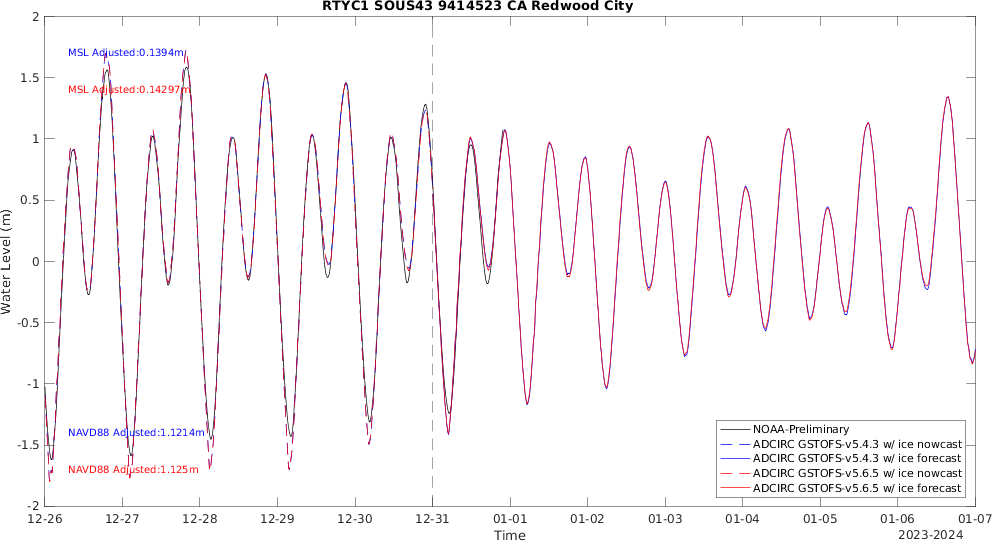 RTYC1 SOUS43 9414523 CA Redwood City
Water Level (m)
2
1.5
1
0.5
0
-0.5
-1
-1.5
-2
MSL Adjusted:0.1394m
MSL Adjusted:0.14297m
NAVD88 Adjusted:1.1214m
NAVD88 Adjusted:1.125m
NOAA-Preliminary
ADCIRC GSTOFS-v5.4.3 w/ ice nowcast
ADCIRC GSTOFS-v5.4.3 w/ ice forecast
ADCIRC GSTOFS-v5.6.5 w/ ice nowcast
ADCIRC GSTOFS-v5.6.5 w/ ice forecast
12-26 12-27 12-28 12-29 12-30 12-31 01-01 01-02 01-03 01-04 01-05 01-06 01-07
Time
2023-2024